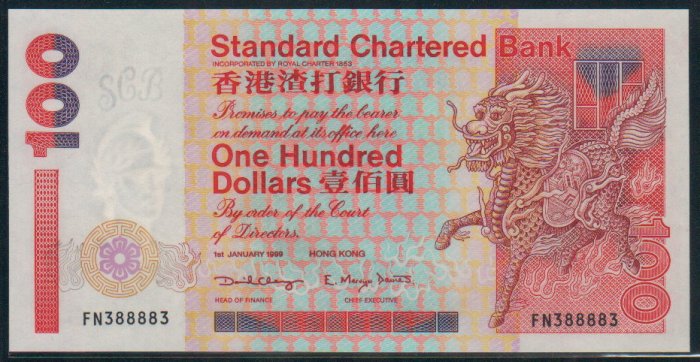 100
SCB
Standard Chartered Bank
INCORPORATED BY ROYAL CHARTER 1853
香港渣打銀行
Promises to pay the bearer
on demand at its office here
One Hundred
Dollars 壹佰圓
By order of the Court
of Directors.
1st JANUARY 1999 HONG KONG
HEAD OF FINANCE CHIEF EXECUTIVE
FN388883
FN388883
100